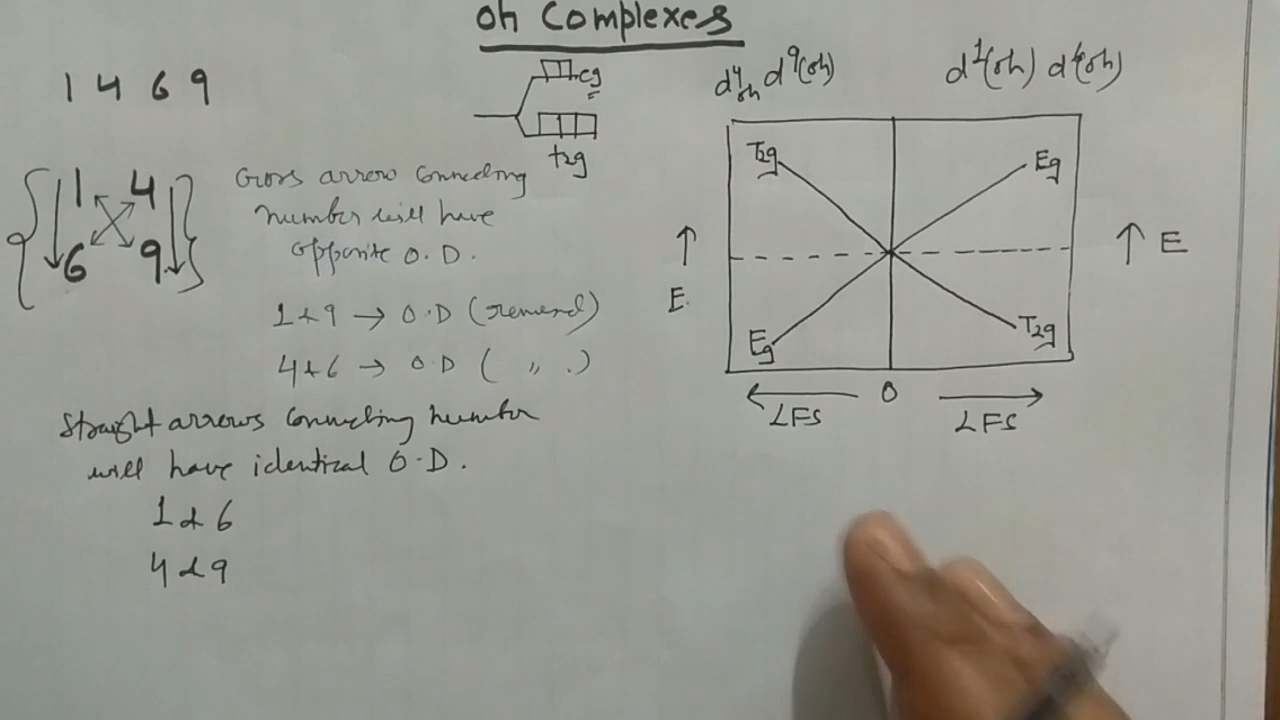 Oh Complexes
1 4 6 9
eg
t2g
1 4
6 9
Cross arrow connecting
number will have
opposite O.D.
1 & 9 → O.D (reversed)
4 & 6 → O.D ( ,, .)
Straight arrows connecting number
will have identical O.D.
1 & 6
4 & 9
d⁴oh d⁹(oh)
d¹(oh) d⁶(oh)
T2g
Eg
Eg
T2g
↑
E.
↑ E
0
LFS
LFS